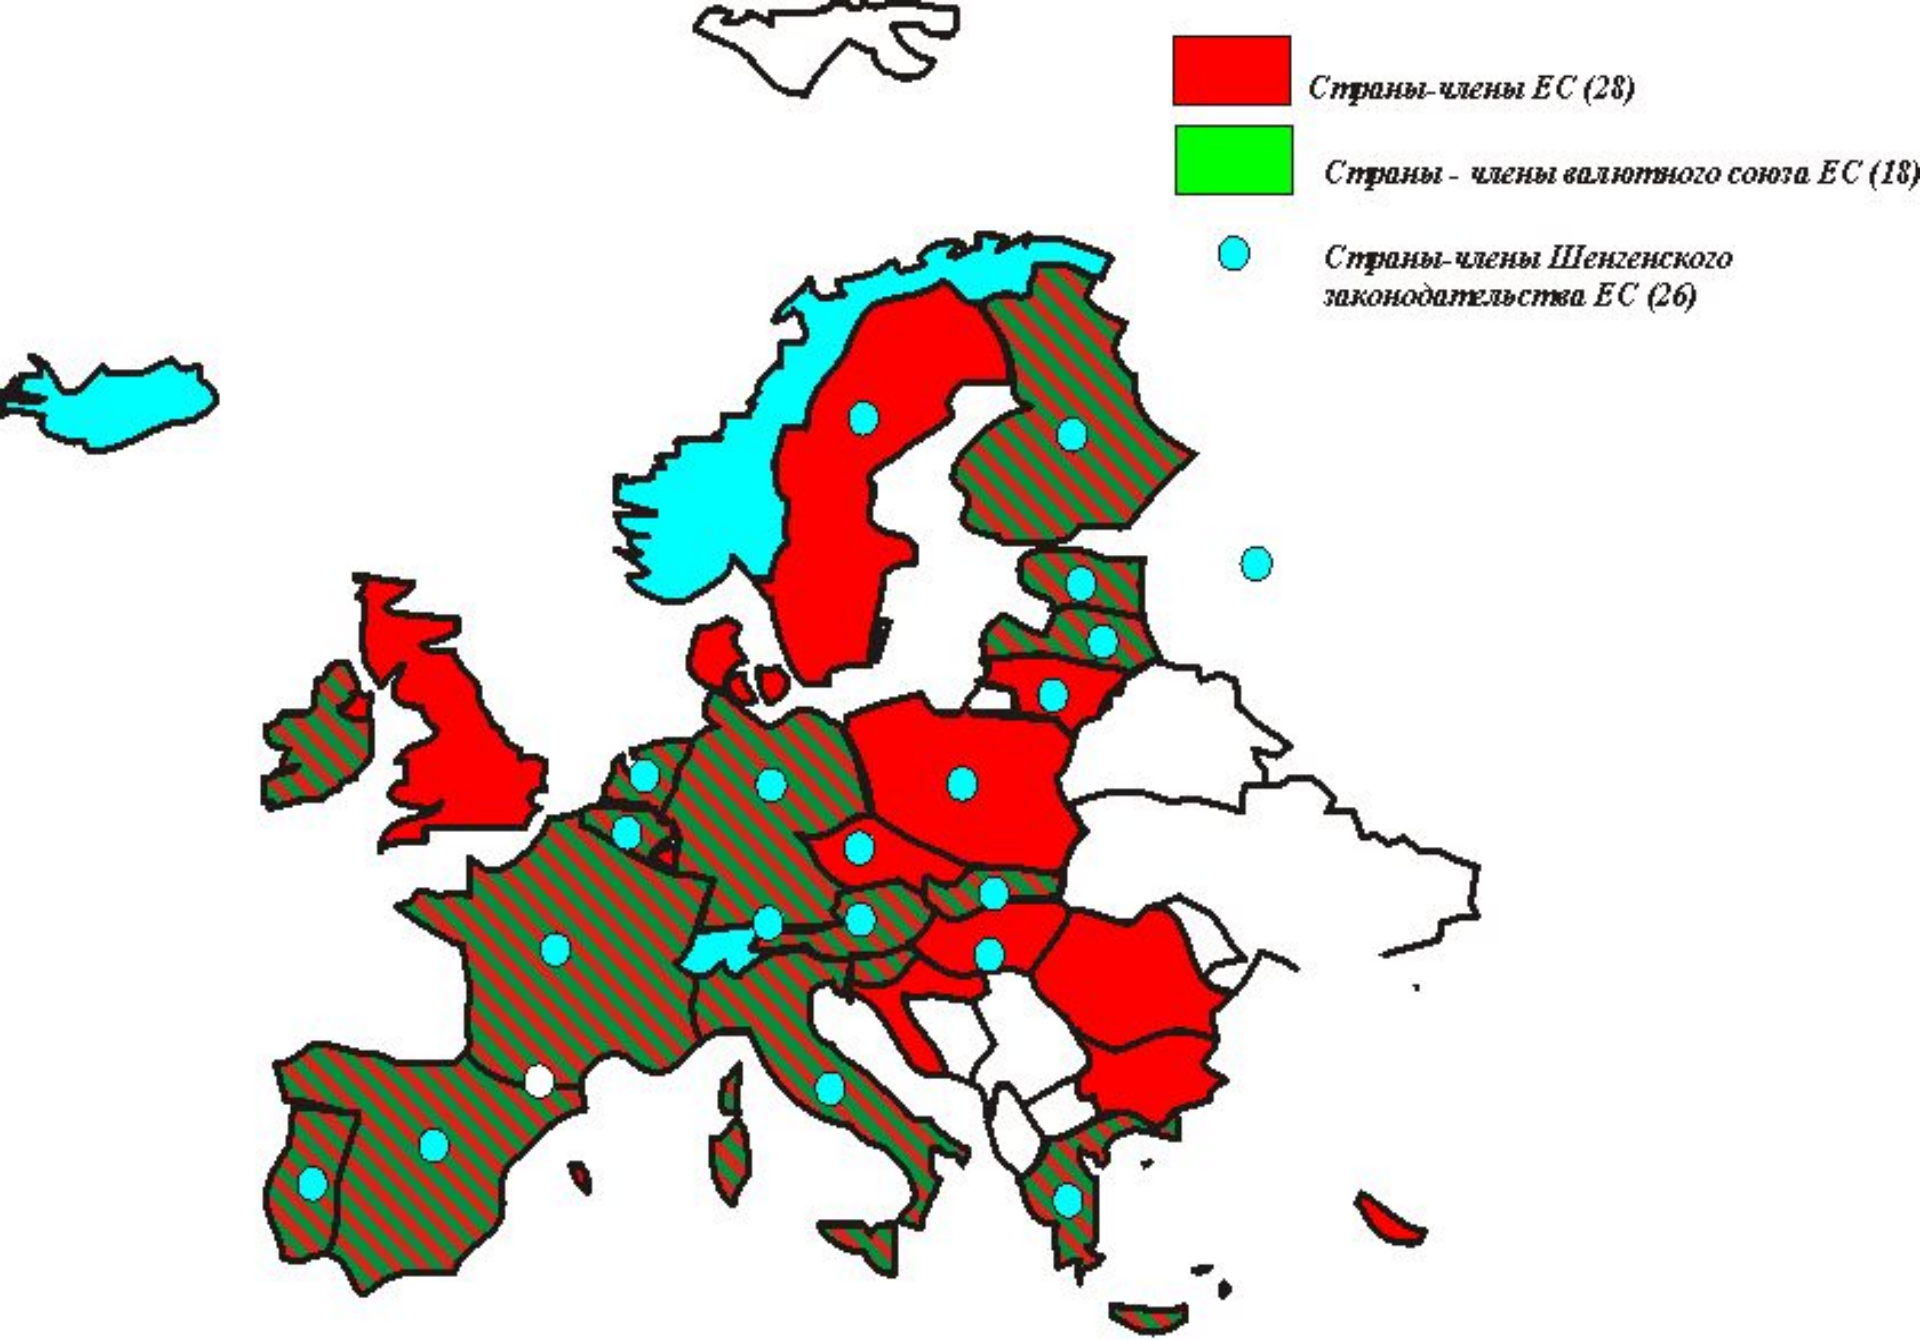 Страны-члены ЕС (28)
Страны - члены валютного союза ЕС (18)
Страны-члены Шенгенского
законодательства ЕС (26)